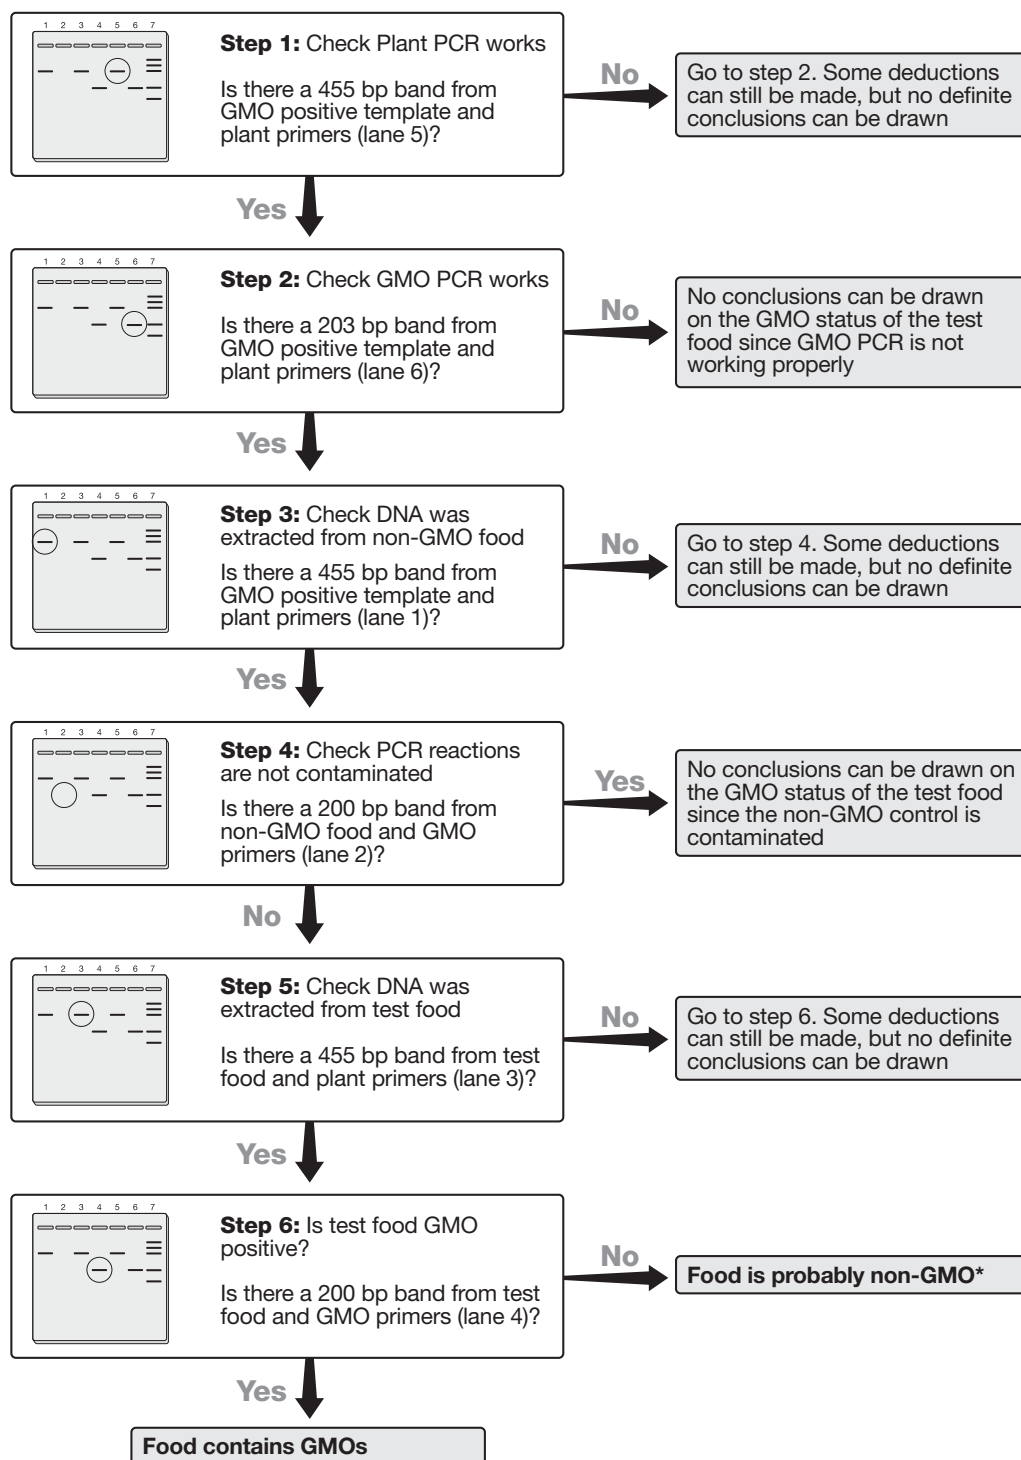 1 2 3 4 5 6 7
Step 1: Check Plant PCR works
Is there a 455 bp band from
GMO positive template and
plant primers (lane 5)?
No
Go to step 2. Some deductions
can still be made, but no definite
conclusions can be drawn
Yes
1 2 3 4 5 6 7
Step 2: Check GMO PCR works
Is there a 203 bp band from
GMO positive template and
plant primers (lane 6)?
No
No conclusions can be drawn
on the GMO status of the test
food since GMO PCR is not
working properly
Yes
1 2 3 4 5 6 7
Step 3: Check DNA was
extracted from non-GMO food
Is there a 455 bp band from
GMO positive template and
plant primers (lane 1)?
No
Go to step 4. Some deductions
can still be made, but no definite
conclusions can be drawn
Yes
1 2 3 4 5 6 7
Step 4: Check PCR reactions
are not contaminated
Is there a 200 bp band from
non-GMO food and GMO
primers (lane 2)?
Yes
No conclusions can be drawn on
the GMO status of the test food
since the non-GMO control is
contaminated
No
1 2 3 4 5 6 7
Step 5: Check DNA was
extracted from test food
Is there a 455 bp band from test
food and plant primers (lane 3)?
No
Go to step 6. Some deductions
can still be made, but no definite
conclusions can be drawn
Yes
1 2 3 4 5 6 7
Step 6: Is test food GMO
positive?
Is there a 200 bp band from test
food and GMO primers (lane 4)?
No
Food is probably non-GMO*
Yes
Food contains GMOs